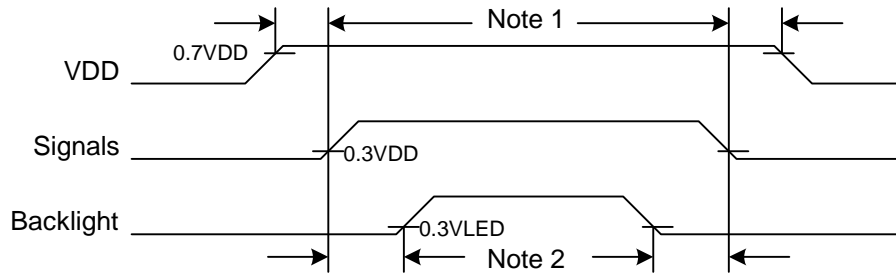 Note 1
0.7VDD
VDD
Signals
0.3VDD
Backlight
0.3VLED
Note 2